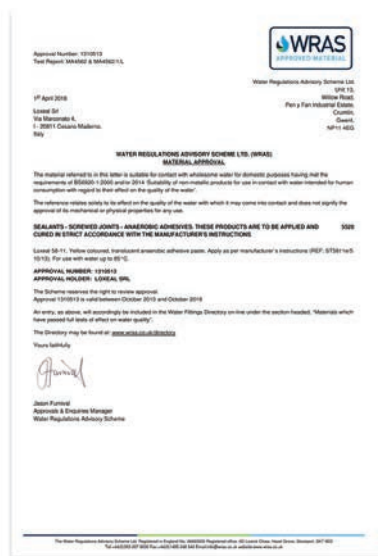 Approval Number: 1310513
Test Report: MA4562 & MA4562/1/L
WRAS
APPROVED MATERIAL
Water Regulations Advisory Scheme Ltd.
Unit 13,
Willow Road,
Pen y Fan Industrial Estate,
Crumlin,
Gwent,
NP11 4EG
1st April 2016
Loxeal Srl
Via Marconato 4,
I - 20811 Cesano Maderno,
Italy
WATER REGULATIONS ADVISORY SCHEME LTD. (WRAS)
MATERIAL APPROVAL
The material referred to in this letter is suitable for contact with wholesome water for domestic purposes having met the
requirements of BS6920-1:2000 and/or 2014 'Suitability of non-metallic products for use in contact with water intended for human
consumption with regard to their effect on the quality of the water'.
The reference relates solely to its effect on the quality of the water with which it may come into contact and does not signify the
approval of its mechanical or physical properties for any use.
SEALANTS - SCREWED JOINTS - ANAEROBIC ADHESIVES. THESE PRODUCTS ARE TO BE APPLIED AND 5520
CURED IN STRICT ACCORDANCE WITH THE MANUFACTURER'S INSTRUCTIONS
Loxeal 58-11. Yellow coloured, translucent anaerobic adhesive paste. Apply as per manufacturer's instructions (REF:
10/13). For use with water up to 85°C.
APPROVAL NUMBER: 1310513
APPROVAL HOLDER: LOXEAL SRL
The Scheme reserves the right to review approval.
Approval 1310513 is valid between October 2013 and October 2018
An entry, as above, will accordingly be included in the Water Fittings Directory on-line under the section headed, "Materials which
have passed full tests of effect on water quality".
The Directory may be found at: www.wras.co.uk/directory
Yours faithfully
Jason Furnival
Approvals & Enquiries Manager
Water Regulations Advisory Scheme